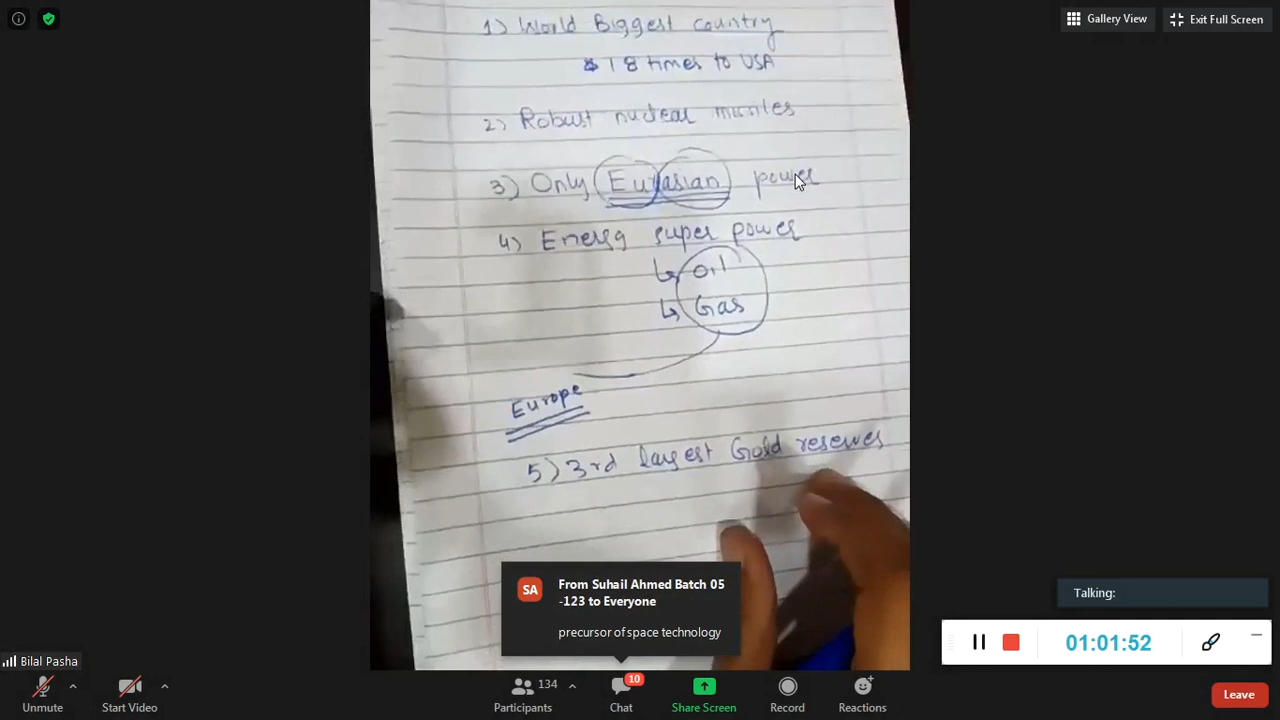 Gallery View
Exit Full Screen
1) World Biggest country
1 8 times to USA
2) Robust nuclear missiles
3) Only Eurasian power
4) Energy super power
↳ oil
↳ Gas
Europe
5) 3rd largest Gold reserves
SA
From Suhail Ahmed Batch 05
-123 to Everyone
precursor of space technology
Talking:
01:01:52
Bilal Pasha
Unmute
Start Video
134
Participants
10
Chat
Share Screen
Record
Reactions
Leave